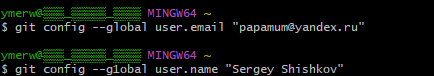 ymerw@ MINGW64 ~
$ git config --global user.email "papamum@yandex.ru"
ymerw@ MINGW64 ~
$ git config --global user.name "Sergey Shishkov"